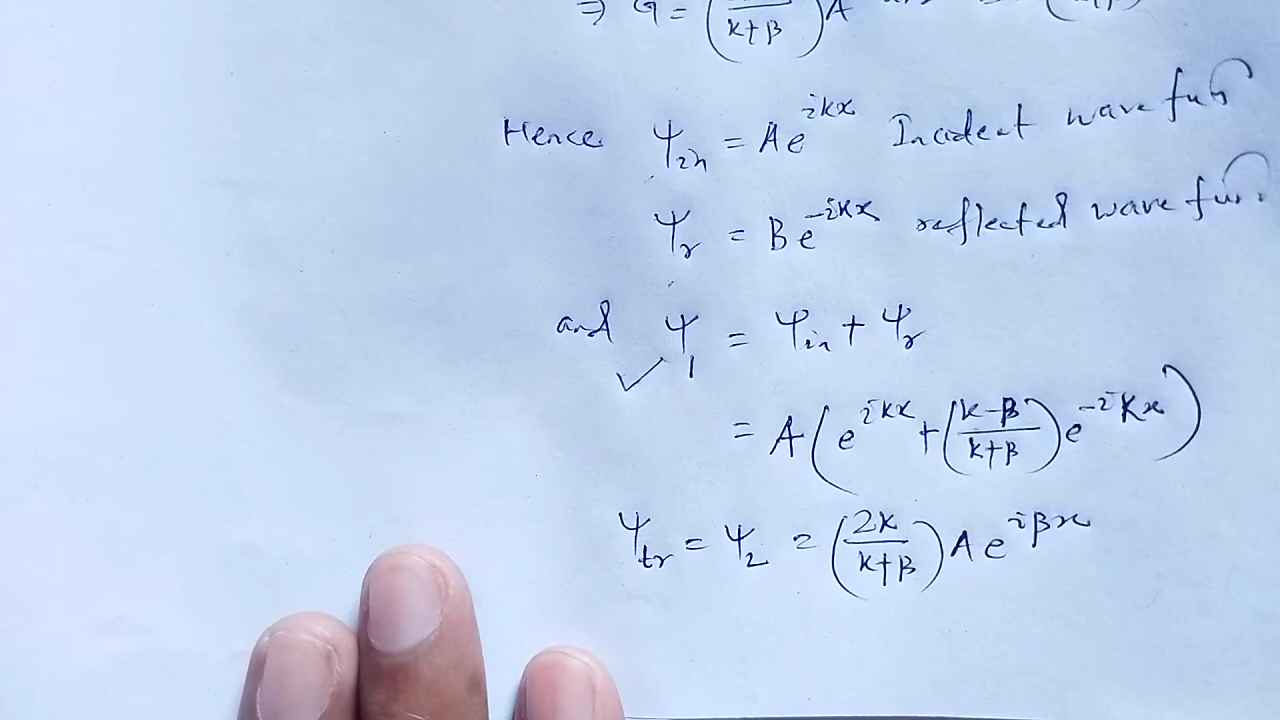 ⇒ G = (/k+β)A
Hence ψin = Ae^ikx Incident wave fun
ψr = Be^-ikx reflected wave fun.
and ψ1 = ψin + ψr
✓
= A(e^ikx + (k-β/k+β)e^-ikx)
ψtr = ψ2 = (2k/k+β)Ae^iβx